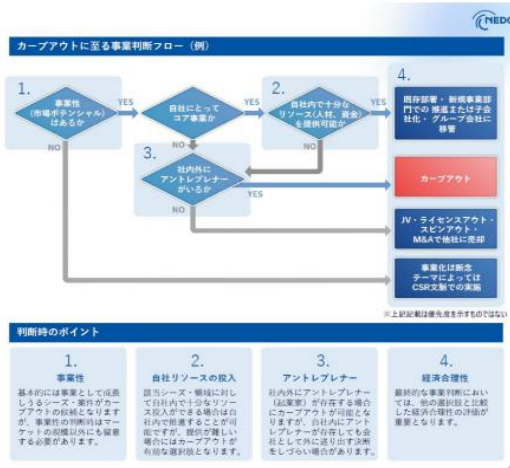 NEDO
カーブアウトに至る事業判断フロー（例）
1.
事業性
(市場ポテンシャル)
はあるか
YES
自社にとって
コア事業か
YES
2.
自社内で十分な
リソース(人材、資金)
を提供可能か
YES
4.
既存部署・ 新規事業部
門での 推進または子会
社化・ グループ会社に
移管
NO
NO
NO
3.
社内外に
アントレプレナー
がいるか
YES
カーブアウト
NO
JV・ライセンスアウト・
スピンアウト・
M&Aで他社に売却
事業化は断念
テーマによっては
CSR文脈での実施
※上記記載は優先度を示すものではない
判断時のポイント
1.
事業性
基本的には事業として成長
しうるシーズ・案件がカー
ブアウトの候補となります
が、事業性の判断時はマー
ケットの規模以外にも留意
する必要があります。
2.
自社リソースの投入
該当シーズ・領域に対し
て自社内で十分なリソー
ス投入ができる場合は自
社内で推進することが可
能ですが、提供が難しい
場合にはカーブアウトが
有効な選択肢となります。
3.
アントレプレナー
社内外にアントレプレナー
（起業家）が存在する場合
にカーブアウトが可能とな
りますが、自社内にアント
レプレナーが存在しても会
社として外に送り出す決断
をしづらい場合があります。
4.
経済合理性
最終的な事業判断におい
ては、他の選択肢と比較
した経済合理性の評価が
重要となります。